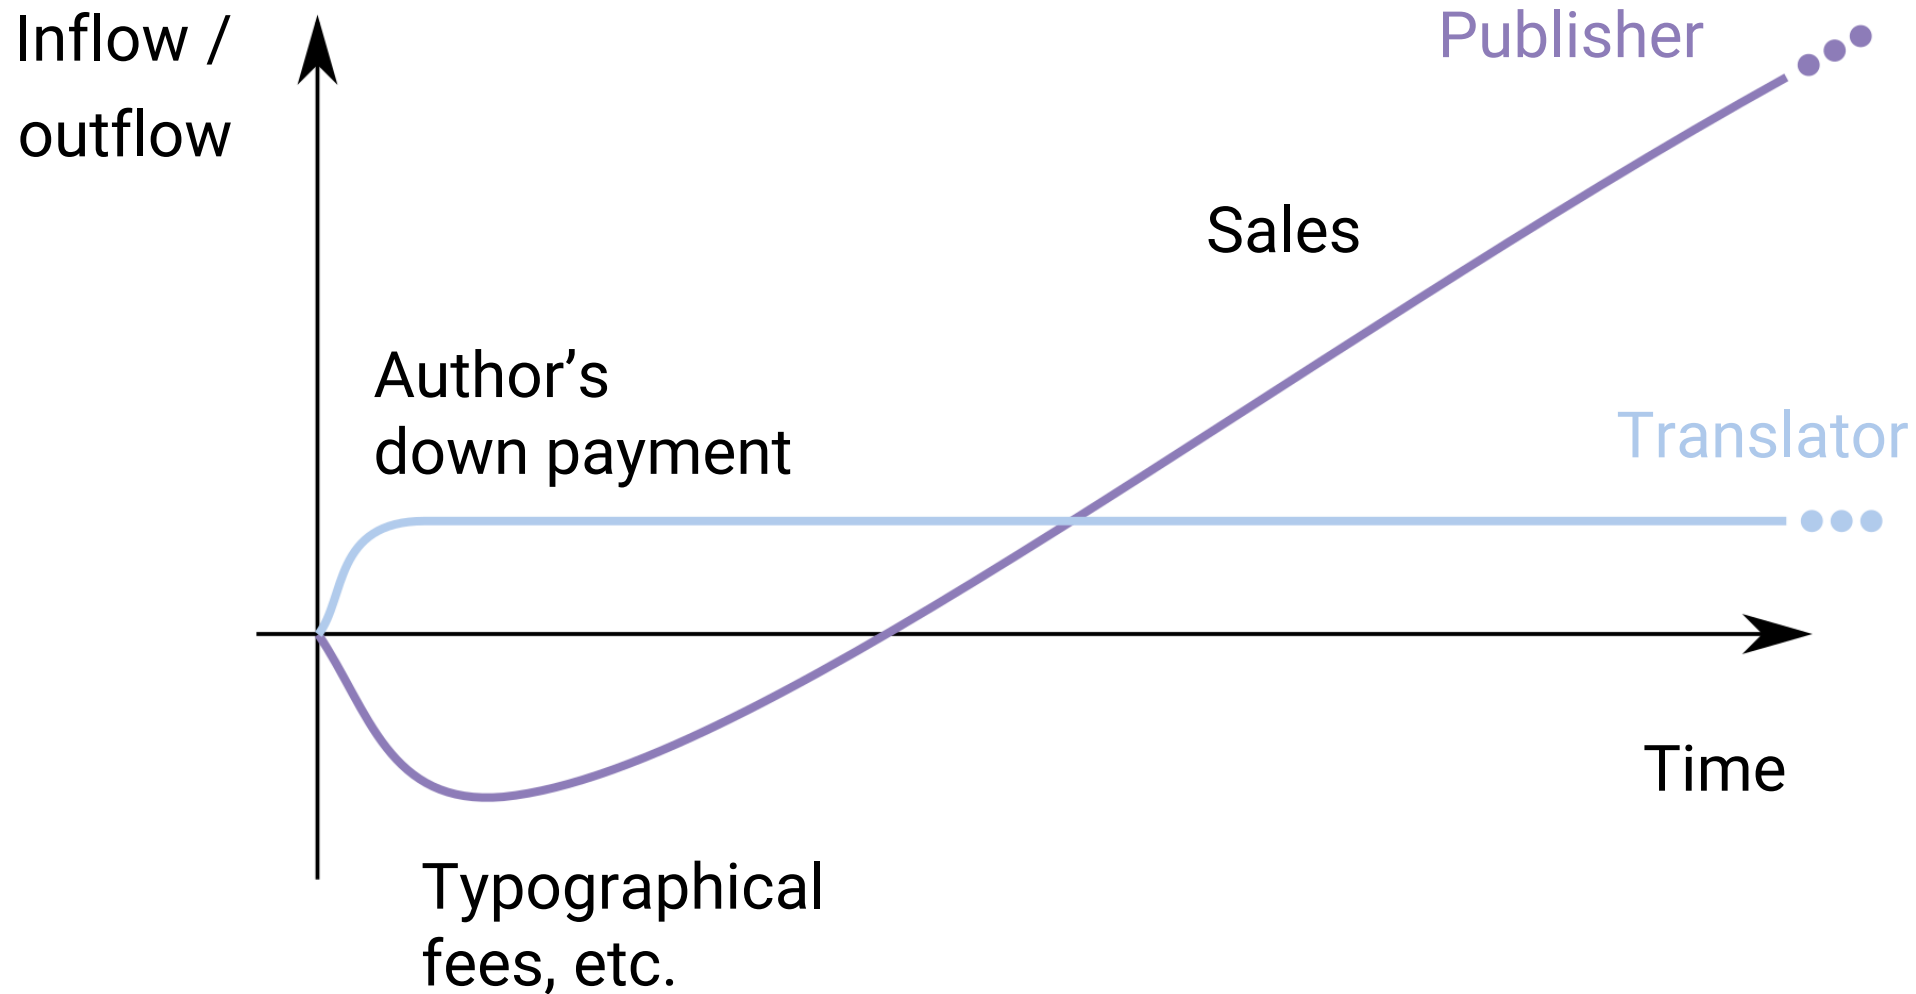 Inflow /
outflow
Publisher
Sales
Author’s
down payment
Translator
Time
Typographical
fees, etc.